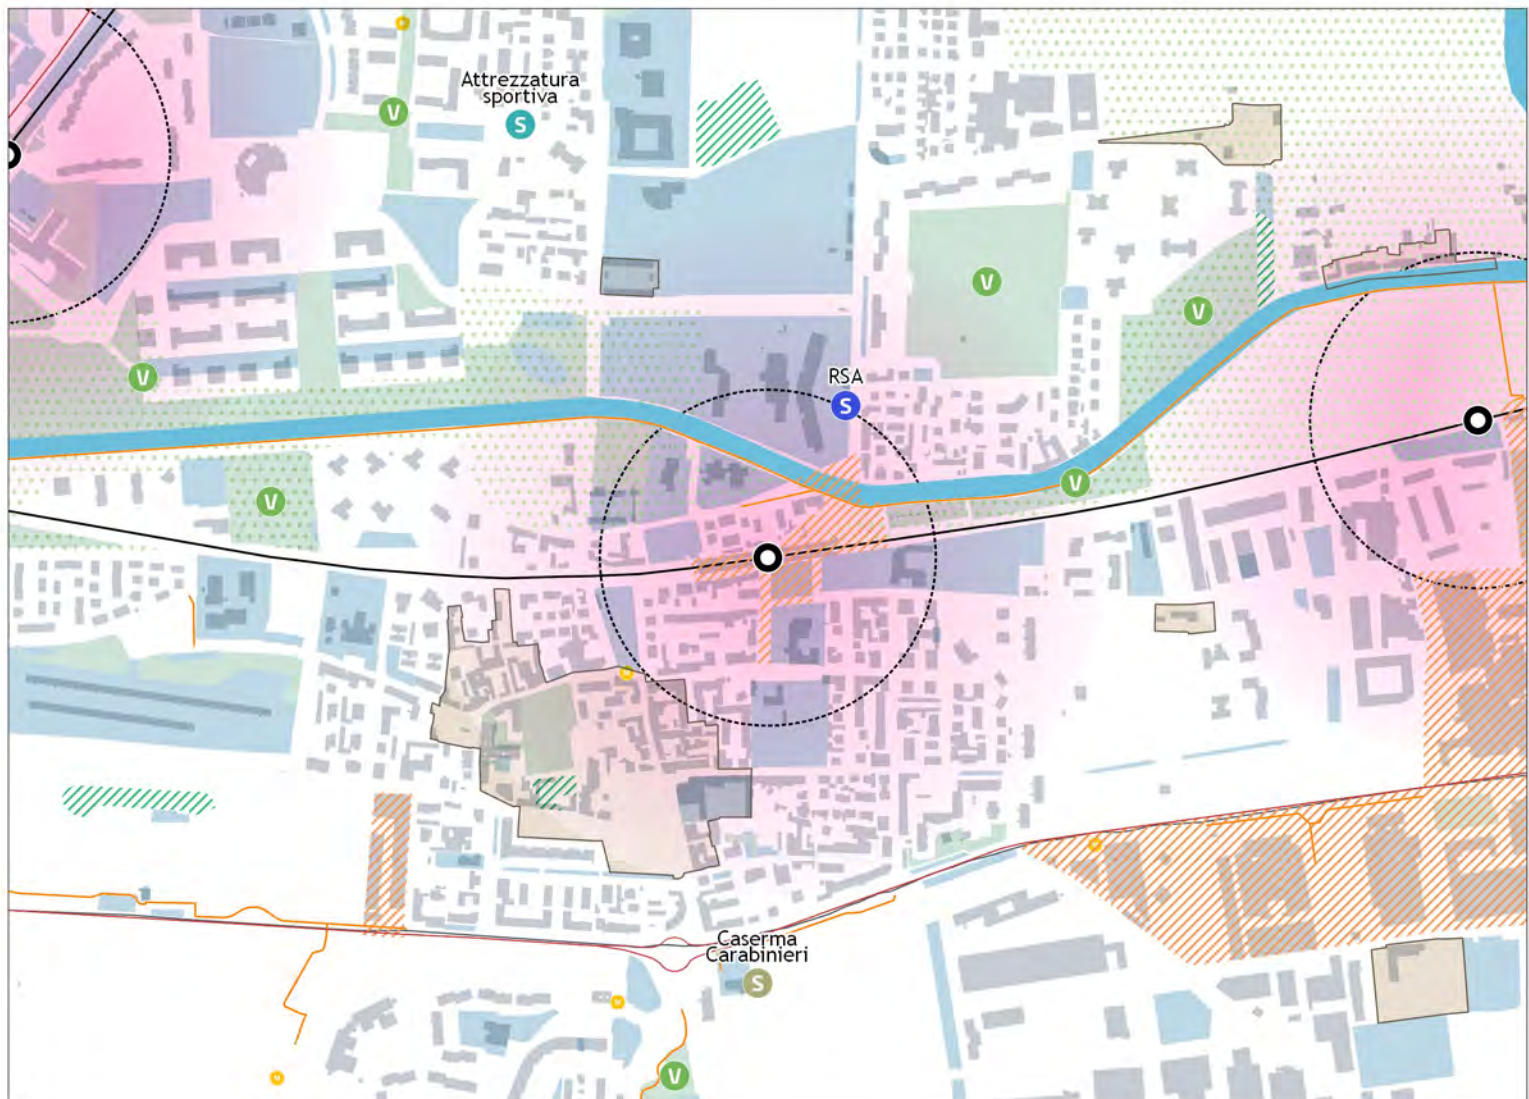 Attrezzatura
sportiva
S
V
V
V
RSA
S
V
V
V
Caserma
Carabinieri
S
V